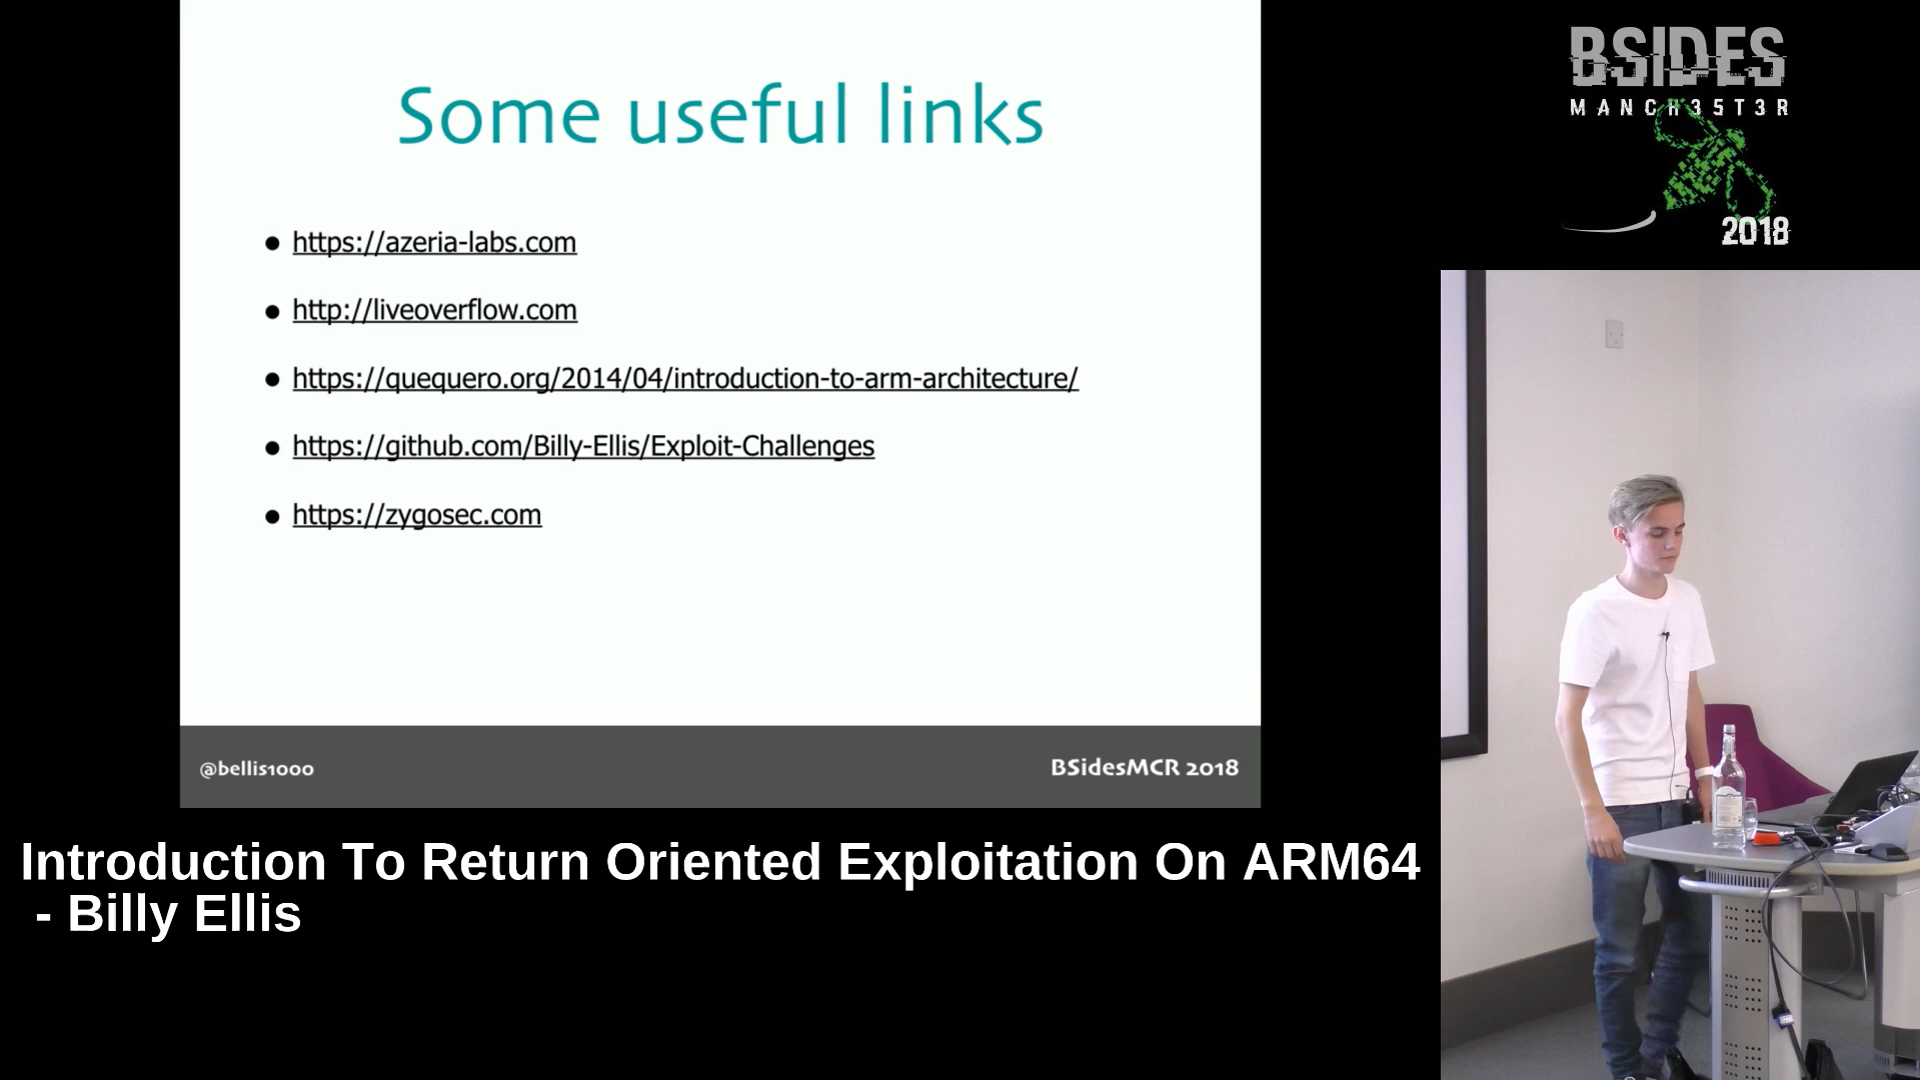 Some useful links
• https://azeria-labs.com
• http://liveoverflow.com
• https://quequero.org/2014/04/introduction-to-arm-architecture/
• https://github.com/Billy-Ellis/Exploit-Challenges
• https://zygosec.com
@bellis1000
BSidesMCR 2018
BSIDES
MANCH35T3R
2018
Introduction To Return Oriented Exploitation On ARM64
- Billy Ellis